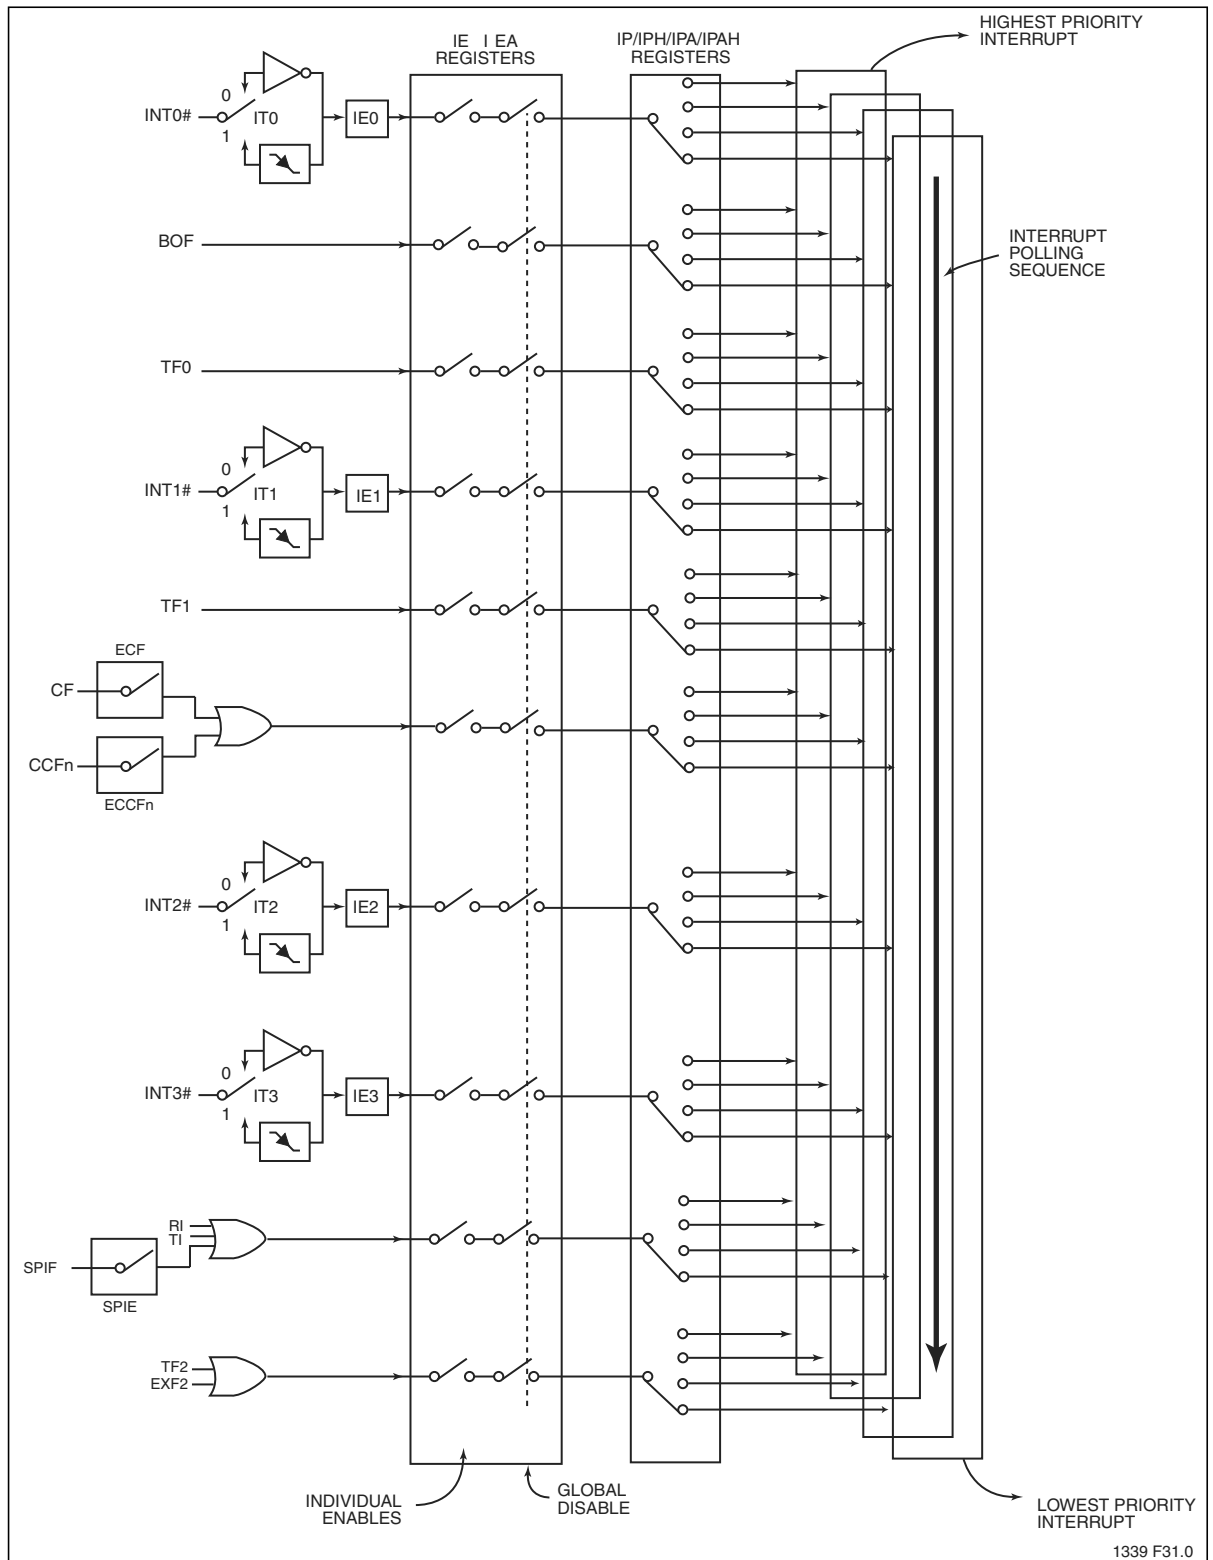 HIGHEST PRIORITY
INTERRUPT
IE I EA
REGISTERS
IP/IPH/IPA/IPAH
REGISTERS
0
INT0#
IT0
1
IE0
BOF
INTERRUPT
POLLING
SEQUENCE
TF0
0
INT1#
IT1
1
IE1
TF1
ECF
CF
CCFn
ECCFn
0
INT2#
IT2
1
IE2
0
INT3#
IT3
1
IE3
RI
TI
SPIF
SPIE
TF2
EXF2
INDIVIDUAL
ENABLES
GLOBAL
DISABLE
LOWEST PRIORITY
INTERRUPT
1339 F31.0